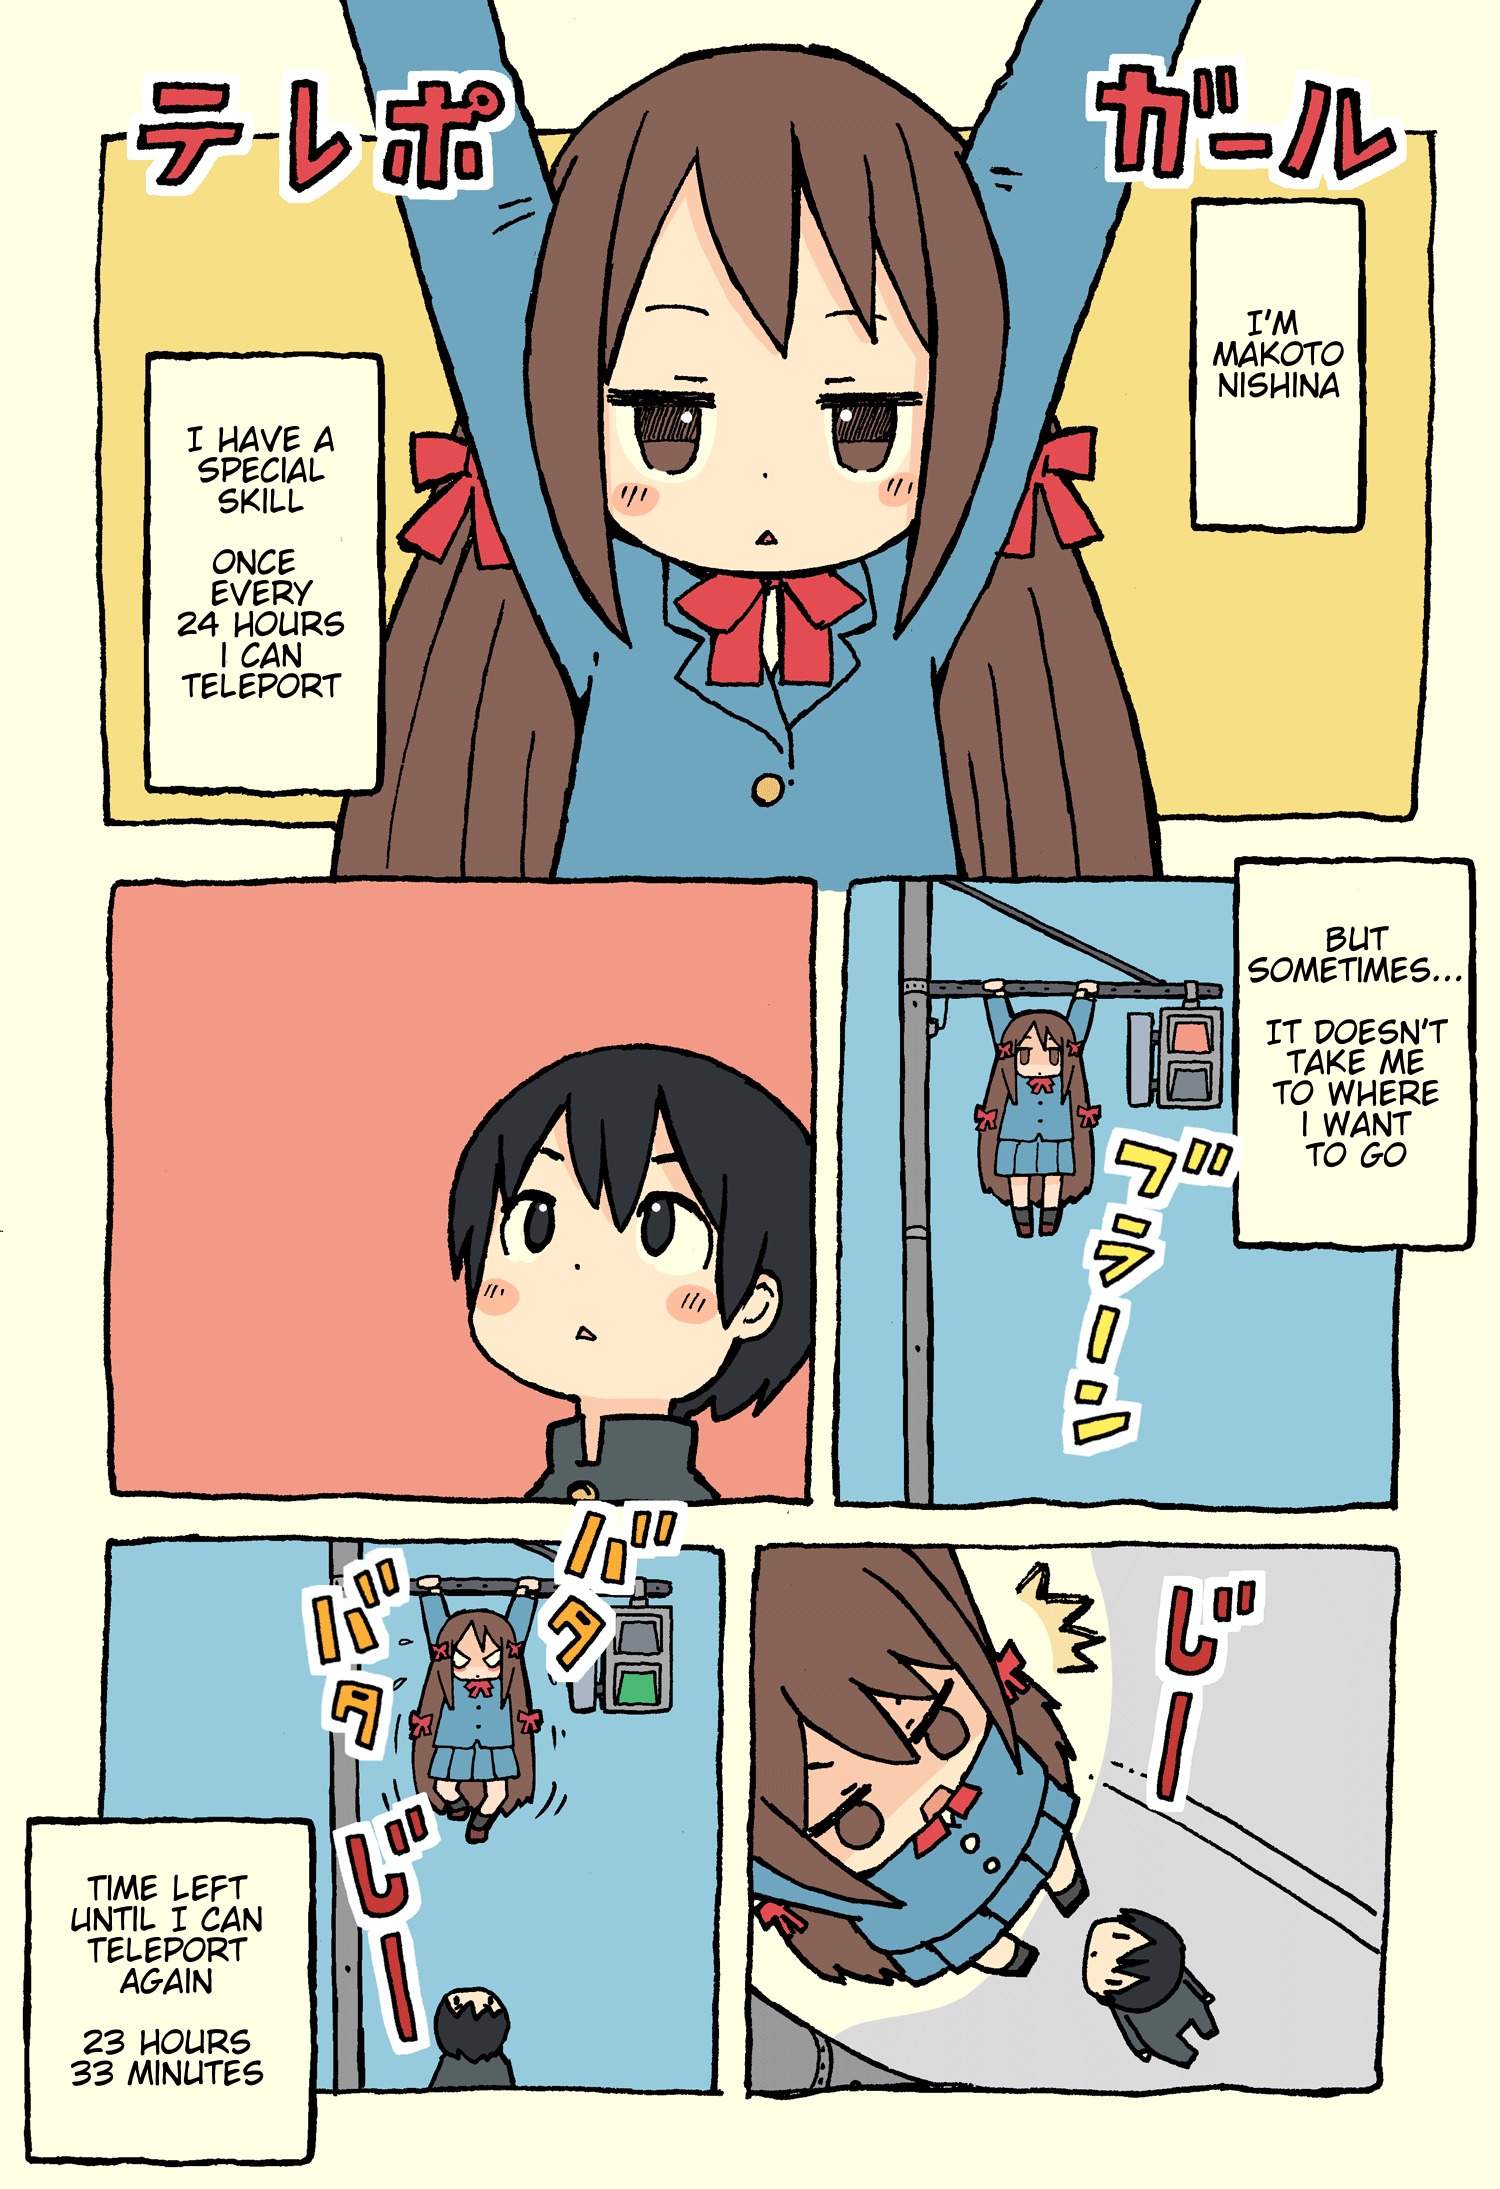 テレポ ガール
I'M
MAKOTO
NISHINA
I HAVE A
SPECIAL
SKILL
ONCE
EVERY
24 HOURS
I CAN
TELEPORT
BUT
SOMETIMES...
IT DOESN'T
TAKE ME
TO WHERE
I WANT
TO GO
ブラーン
じー
バタ
バタ
じー
TIME LEFT
UNTIL I CAN
TELEPORT
AGAIN
23 HOURS
33 MINUTES